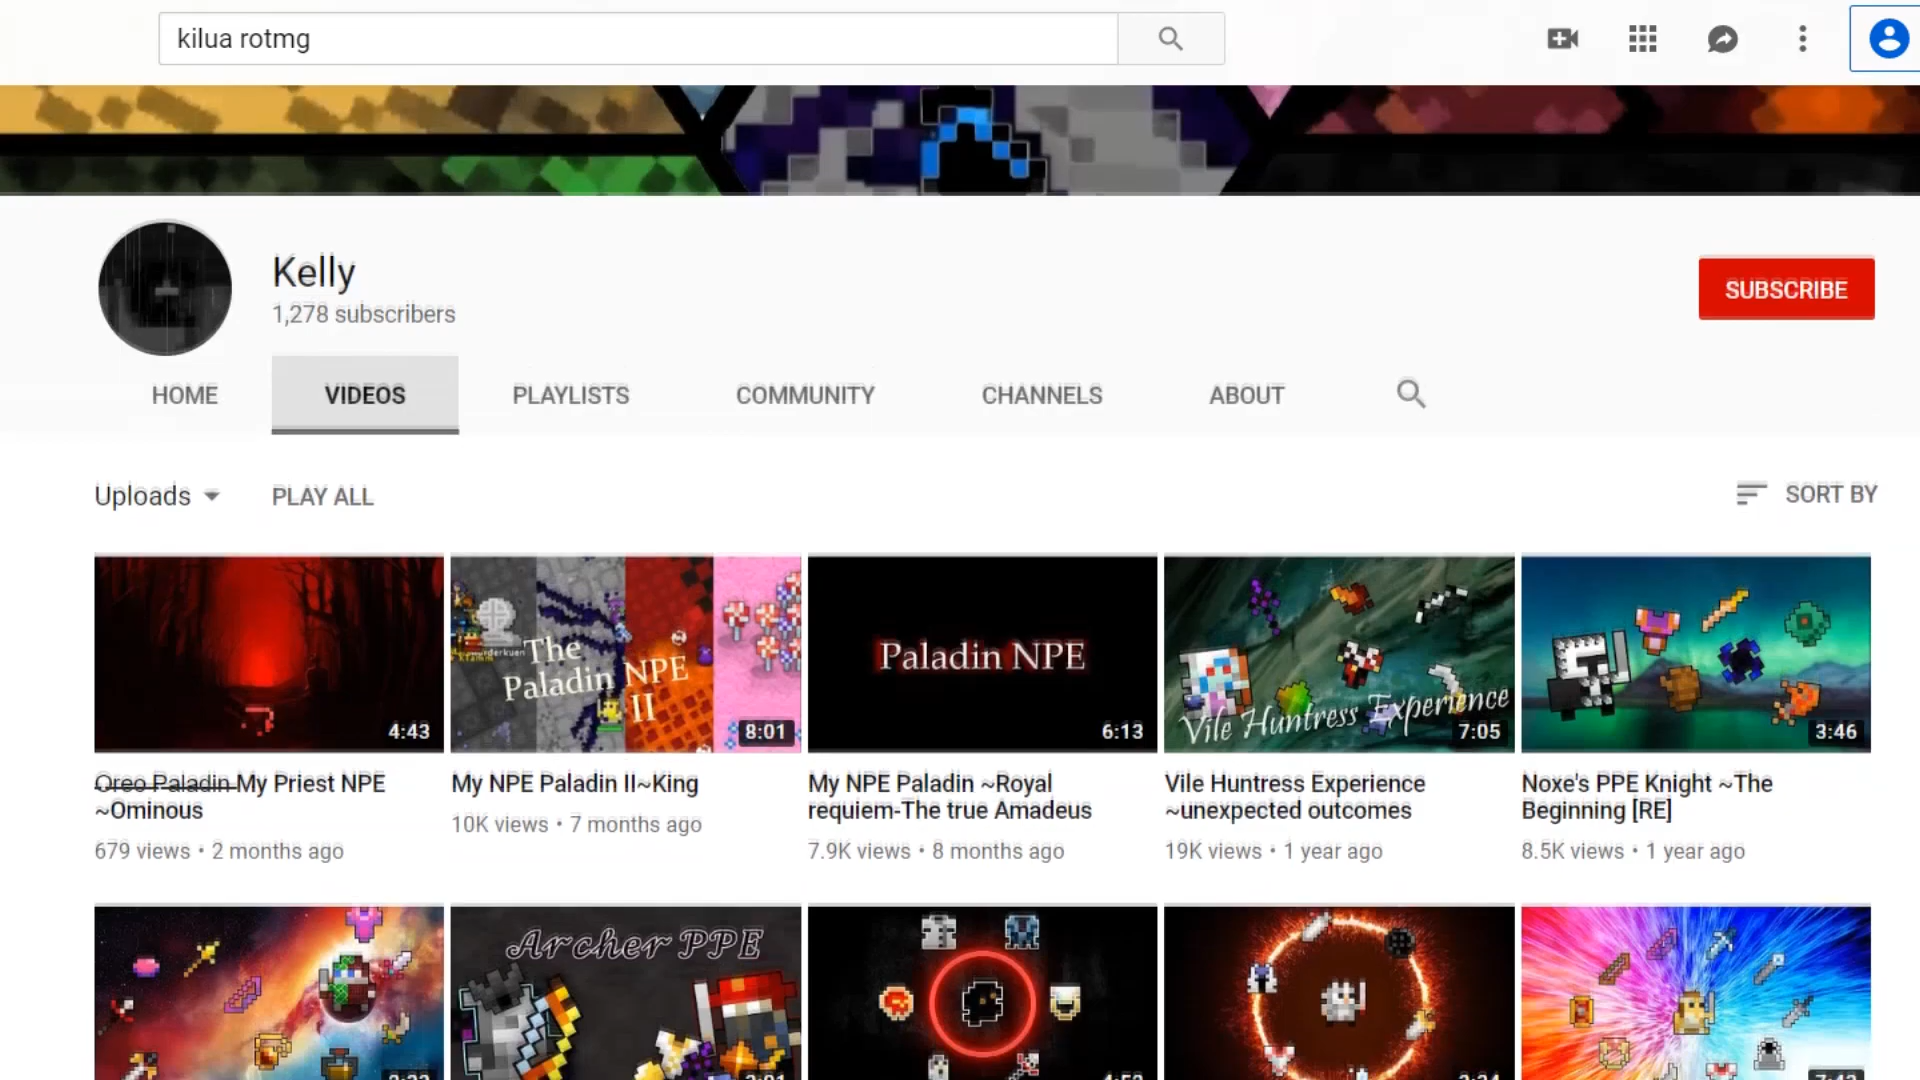 kilua rotmg
Kelly
1,278 subscribers
SUBSCRIBE
HOME VIDEOS PLAYLISTS COMMUNITY CHANNELS ABOUT
Uploads PLAY ALL SORT BY
The
Paladin NPE
II
Paladin NPE
Vile Huntress Experience
4:43 8:01 6:13 7:05 3:46
Oreo Paladin My Priest NPE
~Ominous
679 views • 2 months ago
My NPE Paladin II~King
10K views • 7 months ago
My NPE Paladin ~Royal
requiem-The true Amadeus
7.9K views • 8 months ago
Vile Huntress Experience
~unexpected outcomes
19K views • 1 year ago
Noxe's PPE Knight ~The
Beginning [RE]
8.5K views • 1 year ago
Archer PPE